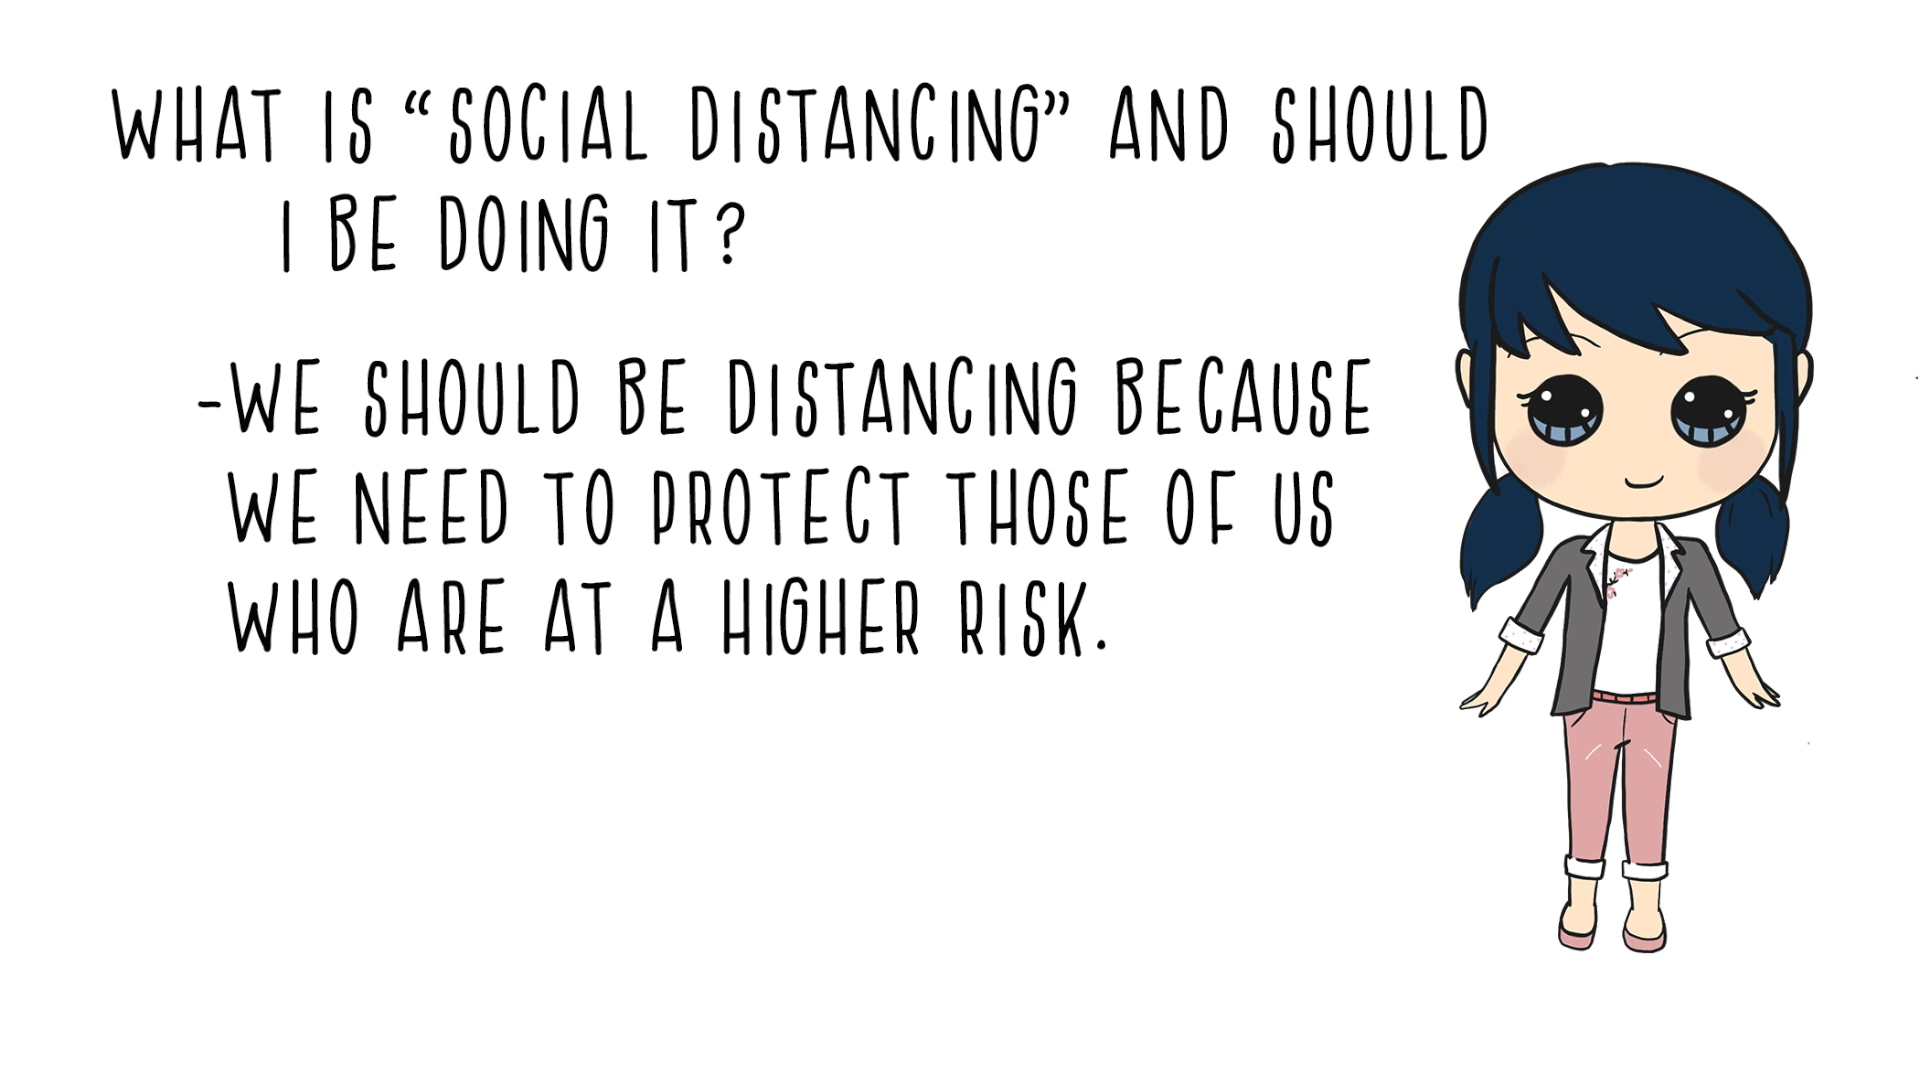 WHAT IS “SOCIAL DISTANCING” AND SHOULD
I BE DOING IT?
-WE SHOULD BE DISTANCING BECAUSE
WE NEED TO PROTECT THOSE OF US
WHO ARE AT A HIGHER RISK.